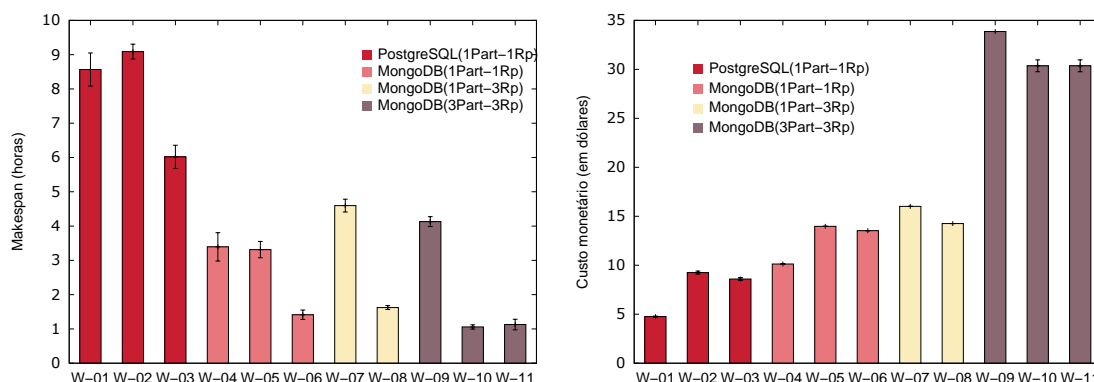 10
9
8
7
6
5
4
3
2
1
0
Makespan (horas)
PostgreSQL(1Part–1Rp)
MongoDB(1Part–1Rp)
MongoDB(1Part–3Rp)
MongoDB(3Part–3Rp)
W–01 W–02 W–03 W–04 W–05 W–06 W–07 W–08 W–09 W–10 W–11
35
30
25
20
15
10
5
0
Custo monetário (em dólares)
PostgreSQL(1Part–1Rp)
MongoDB(1Part–1Rp)
MongoDB(1Part–3Rp)
MongoDB(3Part–3Rp)
W–01 W–02 W–03 W–04 W–05 W–06 W–07 W–08 W–09 W–10 W–11